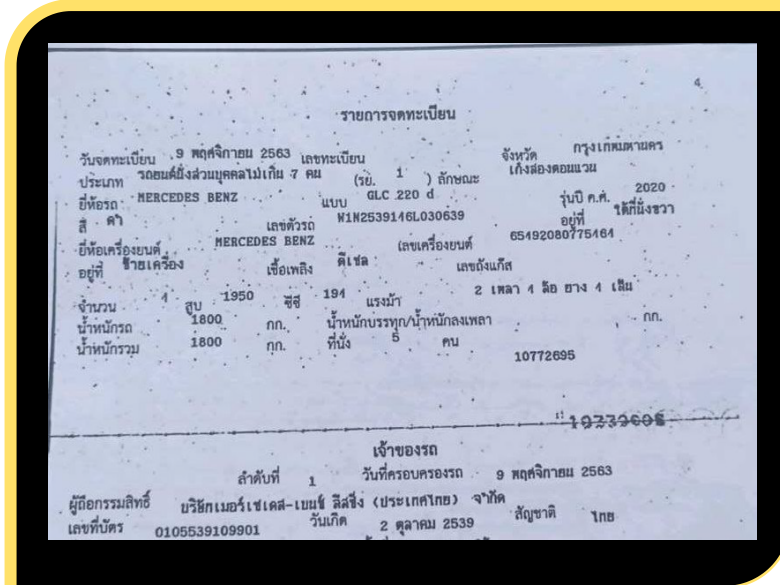 4
รายการจดทะเบียน
วันจดทะเบียน 9 พฤศจิกายน 2563 เลขทะเบียน จังหวัด กรุงเทพมหานคร
ประเภท รถยนต์นั่งส่วนบุคคลไม่เกิน 7 คน (รย. 1 ) ลักษณะ เก๋งสองตอนแวน
ยี่ห้อรถ MERCEDES BENZ แบบ GLC 220 d รุ่นปี ค.ศ. 2020
สี ดำ เลขตัวรถ W1N2539146L030639 อยู่ที่ ใต้ที่นั่งขวา
ยี่ห้อเครื่องยนต์ MERCEDES BENZ เลขเครื่องยนต์ 65492080775464
อยู่ที่ ซ้ายเครื่อง เชื้อเพลิง ดีเซล เลขถังแก๊ส
จำนวน 4 สูบ 1950 ซีซี 194 แรงม้า 2 เพลา 4 ล้อ ยาง 4 เส้น
น้ำหนักรถ 1800 กก. น้ำหนักบรรทุก/น้ำหนักลงเพลา กก.
น้ำหนักรวม 1800 กก. ที่นั่ง 5 คน
10772695
เจ้าของรถ
ลำดับที่ 1 วันที่ครอบครองรถ 9 พฤศจิกายน 2563
ผู้ถือกรรมสิทธิ์ บริษัทเมอร์เซเดส-เบนซ์ ลีสซิ่ง (ประเทศไทย) จำกัด
เลขที่บัตร 0105539109901 วันเกิด 2 ตุลาคม 2539 สัญชาติ ไทย